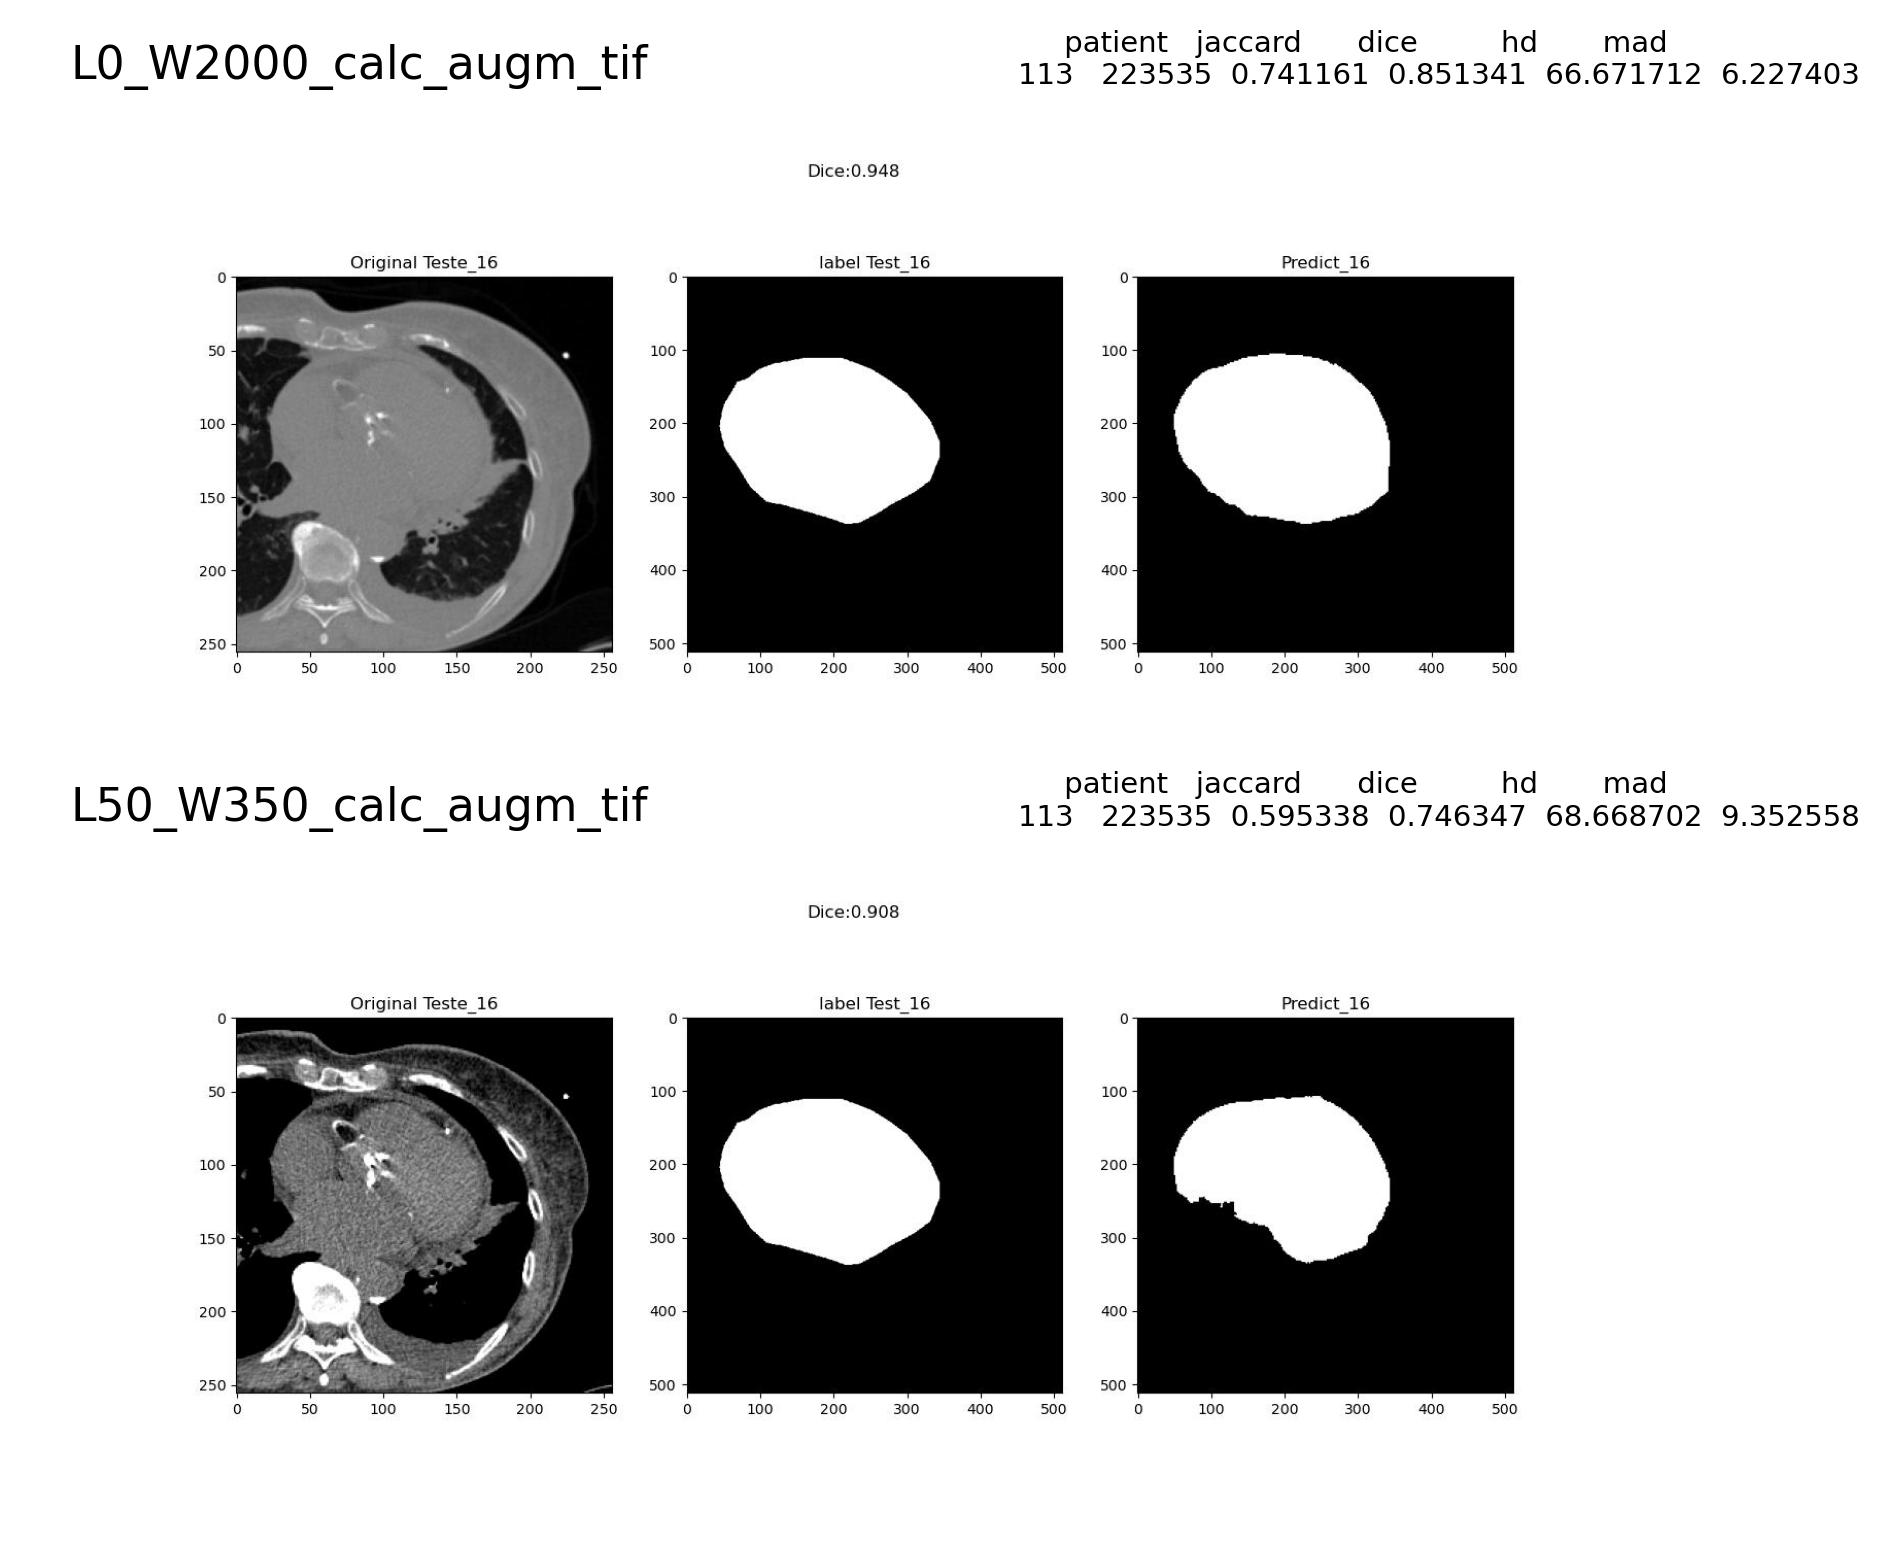 L0_W2000_calc_augm_tif
patient jaccard dice hd mad
113 223535 0.741161 0.851341 66.671712 6.227403
Dice:0.948
Original Teste_16
label Test_16
Predict_16
0
50
100
150
200
250
0 50 100 150 200 250
0
100
200
300
400
500
0 100 200 300 400 500
0
100
200
300
400
500
0 100 200 300 400 500
L50_W350_calc_augm_tif
patient jaccard dice hd mad
113 223535 0.595338 0.746347 68.668702 9.352558
Dice:0.908
Original Teste_16
label Test_16
Predict_16
0
50
100
150
200
250
0 50 100 150 200 250
0
100
200
300
400
500
0 100 200 300 400 500
0
100
200
300
400
500
0 100 200 300 400 500